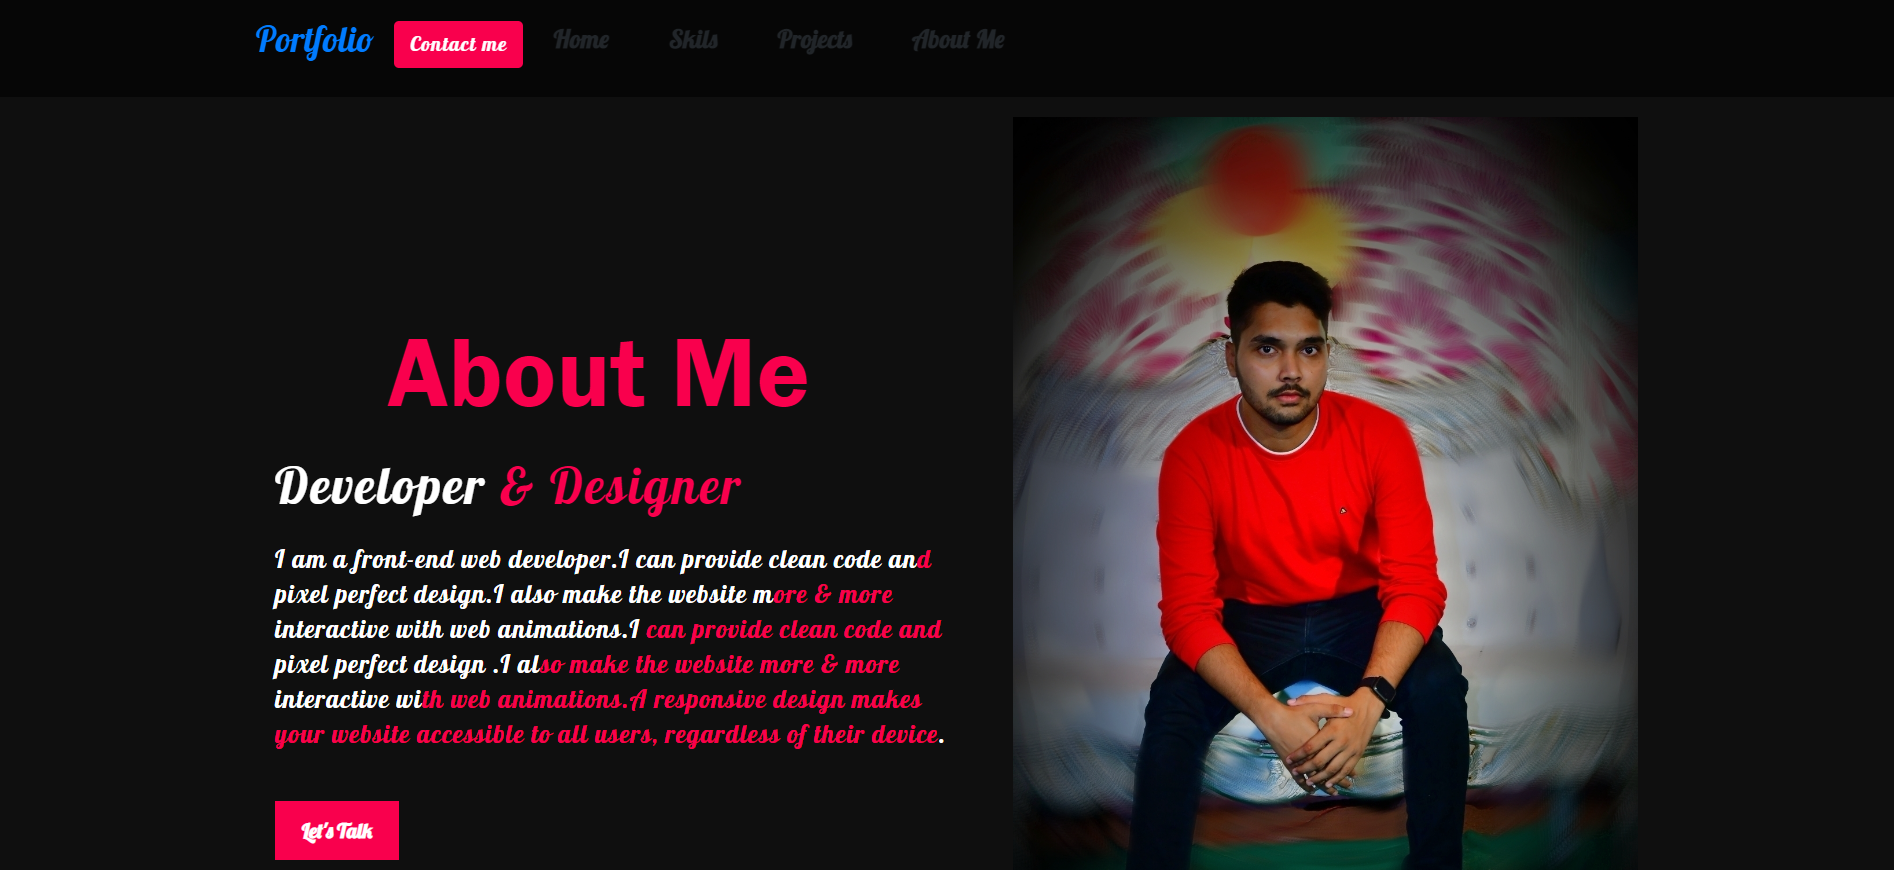 Portfolio
Contact me
Home
Skils
Projects
About Me
About Me
Developer & Designer
I am a front-end web developer.I can provide clean code and
pixel perfect design.I also make the website more & more
interactive with web animations.I can provide clean code and
pixel perfect design .I also make the website more & more
interactive with web animations.A responsive design makes
your website accessible to all users, regardless of their device.
Let's Talk